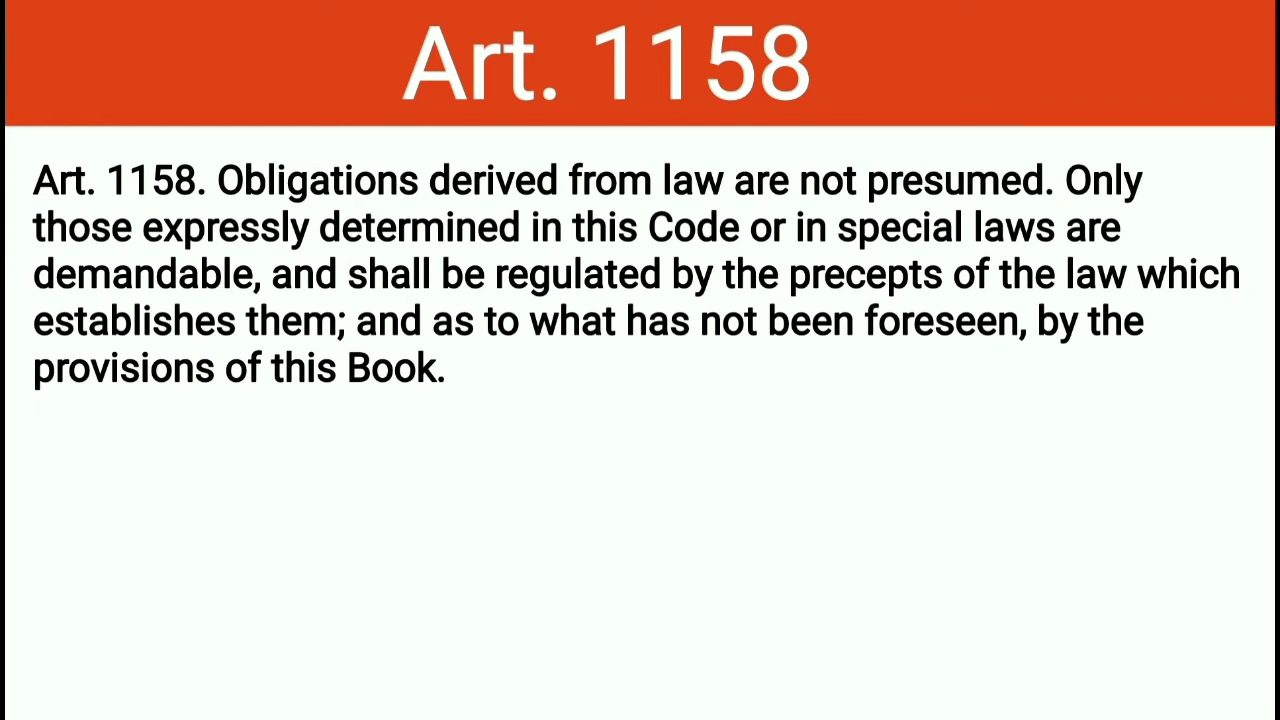 Art. 1158
Art. 1158. Obligations derived from law are not presumed. Only
those expressly determined in this Code or in special laws are
demandable, and shall be regulated by the precepts of the law which
establishes them; and as to what has not been foreseen, by the
provisions of this Book.